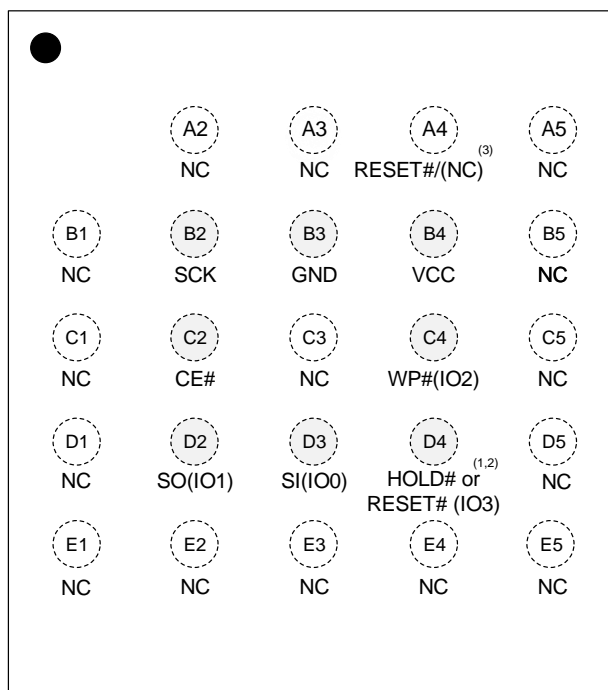 A2 A3 A4 A5
NC NC RESET#/(NC) (3) NC
B1 B2 B3 B4 B5
NC SCK GND VCC NC
C1 C2 C3 C4 C5
NC CE# NC WP#(IO2) NC
D1 D2 D3 D4 D5
NC SO(IO1) SI(IO0) HOLD# or (1,2) NC
RESET# (IO3)
E1 E2 E3 E4 E5
NC NC NC NC NC